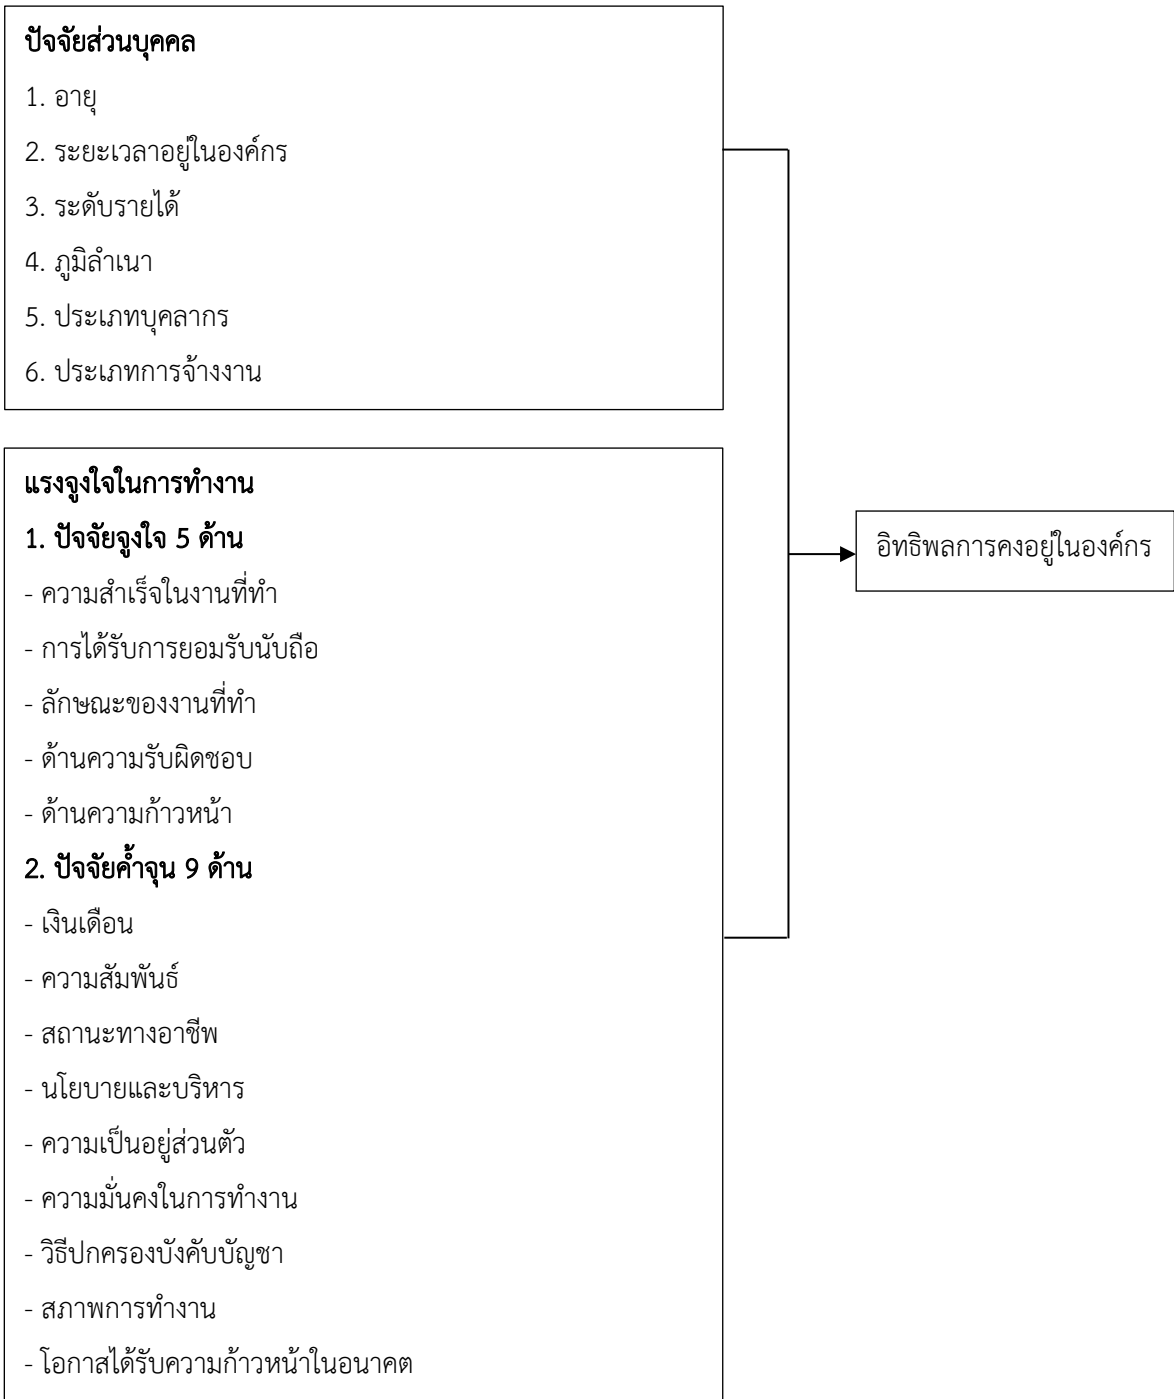 ปัจจัยส่วนบุคคล
1. อายุ
2. ระยะเวลาอยู่ในองค์กร
3. ระดับรายได้
4. ภูมิลำเนา
5. ประเภทบุคลากร
6. ประเภทการจ้างงาน
แรงจูงใจในการทำงาน
1. ปัจจัยจูงใจ 5 ด้าน
- ความสำเร็จในงานที่ทำ
- การได้รับการยอมรับนับถือ
- ลักษณะของงานที่ทำ
- ด้านความรับผิดชอบ
- ด้านความก้าวหน้า
2. ปัจจัยค้ำจุน 9 ด้าน
- เงินเดือน
- ความสัมพันธ์
- สถานะทางอาชีพ
- นโยบายและบริหาร
- ความเป็นอยู่ส่วนตัว
- ความมั่นคงในการทำงาน
- วิธีปกครองบังคับบัญชา
- สภาพการทำงาน
- โอกาสได้รับความก้าวหน้าในอนาคต
อิทธิพลการคงอยู่ในองค์กร